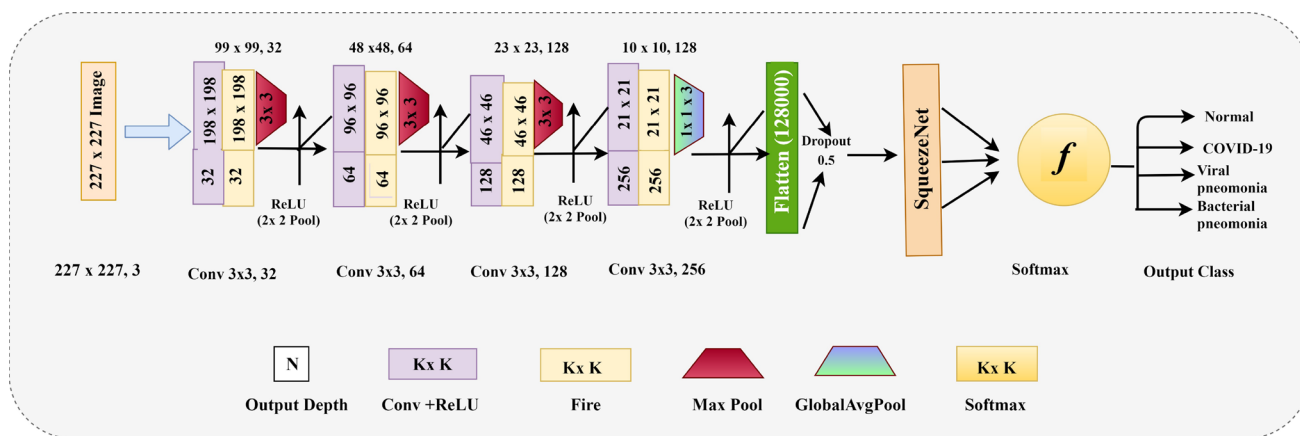 99 x 99, 32
48 x48, 64
23 x 23, 128
10 x 10, 128
227 x 227 Image
198 x 198
32
198 x 198
32
3x 3
ReLU
(2x 2 Pool)
96 x 96
64
96 x 96
64
3x 3
ReLU
(2x 2 Pool)
46 x 46
128
46 x 46
128
3x 3
ReLU
(2x 2 Pool)
21 x 21
256
21 x 21
256
1x 1x 3
ReLU
(2x 2 Pool)
Flatten (128000)
Dropout
0.5
SqueezeNet
f
Normal
COVID-19
Viral
pneumonia
Bacterial
pneumonia
227 x 227, 3
Conv 3x3, 32
Conv 3x3, 64
Conv 3x3, 128
Conv 3x3, 256
Softmax
Output Class
N
Kx K
Kx K
Kx K
Output Depth
Conv +ReLU
Fire
Max Pool
GlobalAvgPool
Softmax